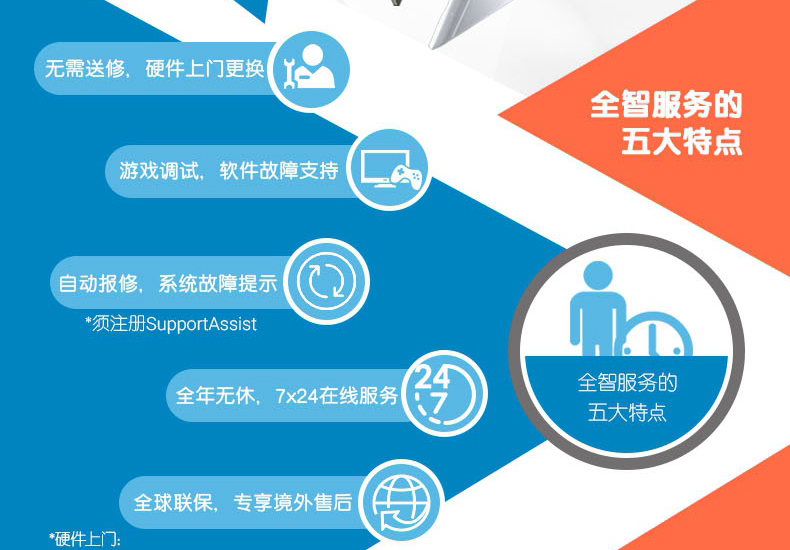 无需送修，硬件上门更换
全智服务的
五大特点
游戏调试，软件故障支持
自动报修，系统故障提示
*须注册SupportAssist
全智服务的
五大特点
全年无休，7x24在线服务
24
7
全球联保，专享境外售后
*硬件上门：